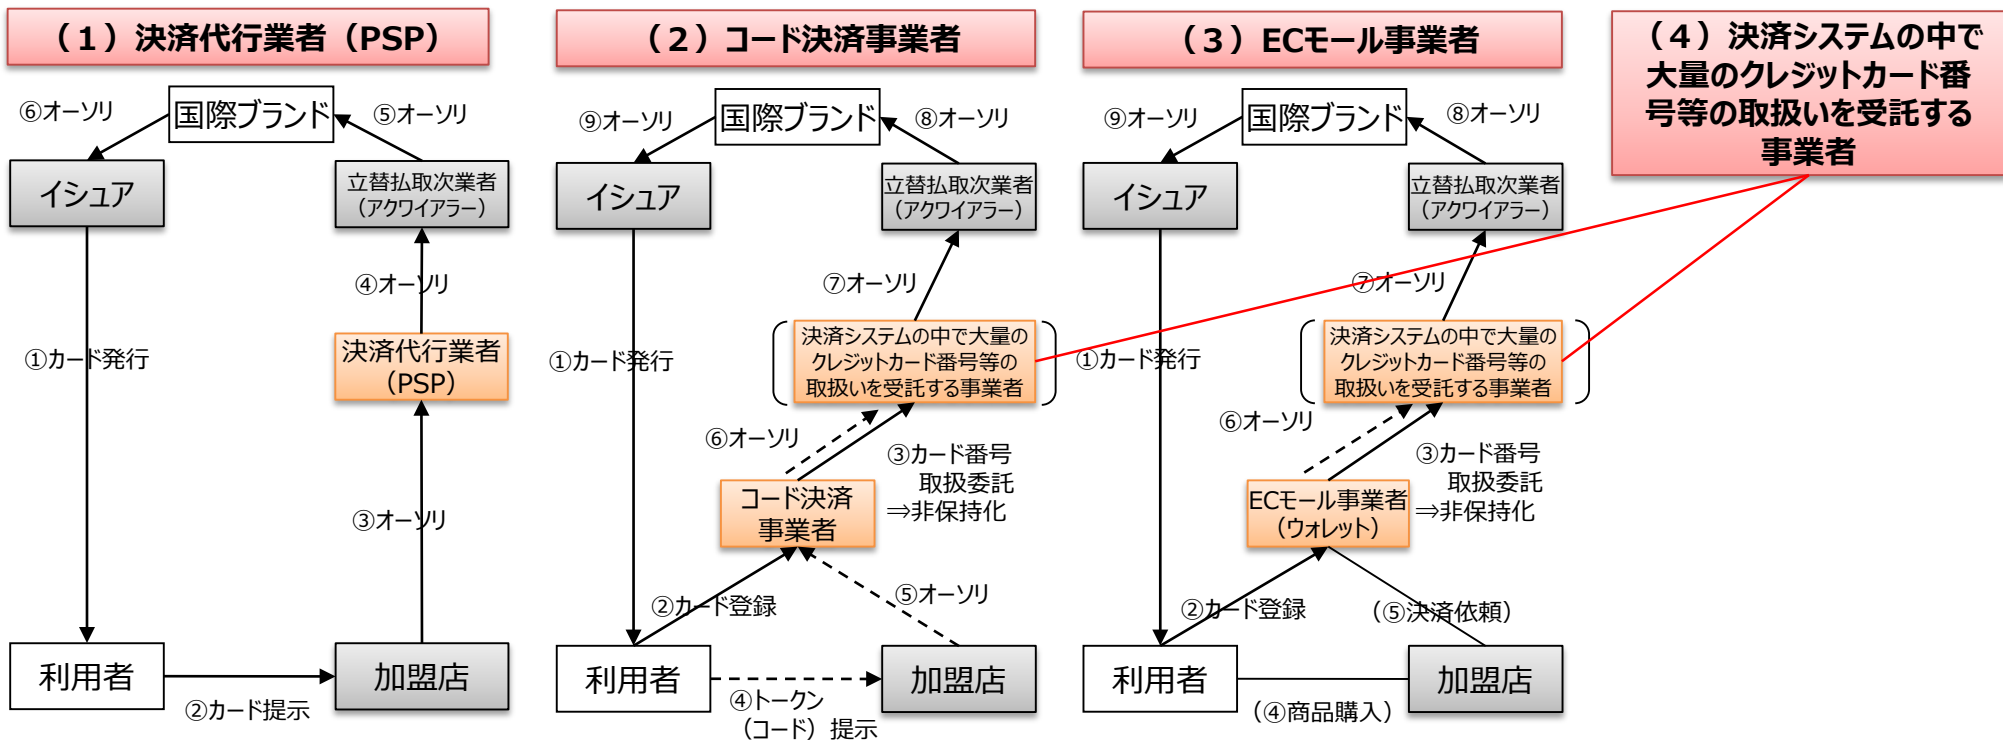 （１）決済代行業者（PSP）
⑥オーソリ
国際ブランド
⑤オーソリ
イシュア
立替払取次業者
（アクワイアラー）
④オーソリ
①カード発行
決済代行業者
（PSP）
③オーソリ
利用者
加盟店
②カード提示
（２）コード決済事業者
⑨オーソリ
国際ブランド
⑧オーソリ
イシュア
立替払取次業者
（アクワイアラー）
⑦オーソリ
①カード発行
決済システムの中で大量の
クレジットカード番号等の
取扱いを受託する事業者
⑥オーソリ
③カード番号
取扱委託
⇒非保持化
コード決済
事業者
②カード登録
⑤オーソリ
利用者
加盟店
④トークン
（コード）提示
（３）ECモール事業者
⑨オーソリ
国際ブランド
⑧オーソリ
イシュア
立替払取次業者
（アクワイアラー）
⑦オーソリ
①カード発行
決済システムの中で大量の
クレジットカード番号等の
取扱いを受託する事業者
⑥オーソリ
③カード番号
取扱委託
⇒非保持化
ECモール事業者
（ウォレット）
②カード登録
（⑤決済依頼）
利用者
加盟店
（④商品購入）
（４）決済システムの中で
大量のクレジットカード番
号等の取扱いを受託する
事業者